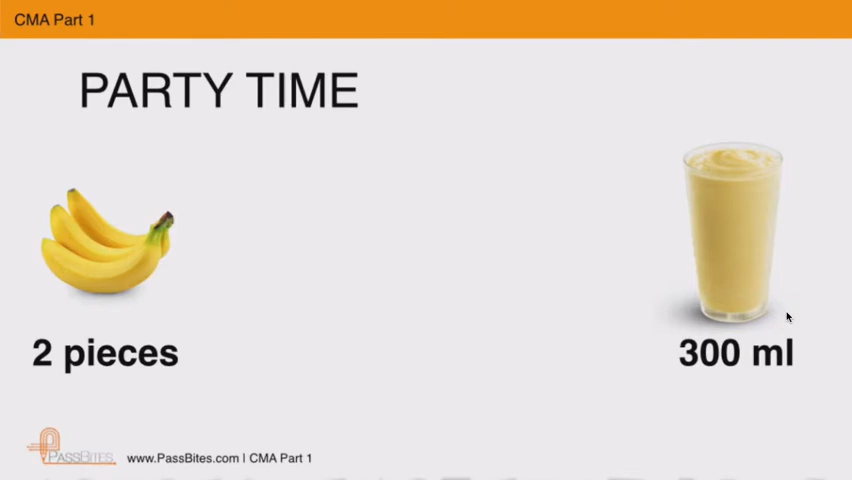 CMA Part 1
PARTY TIME
2 pieces
300 ml
PASSBITES
www.PassBites.com | CMA Part 1